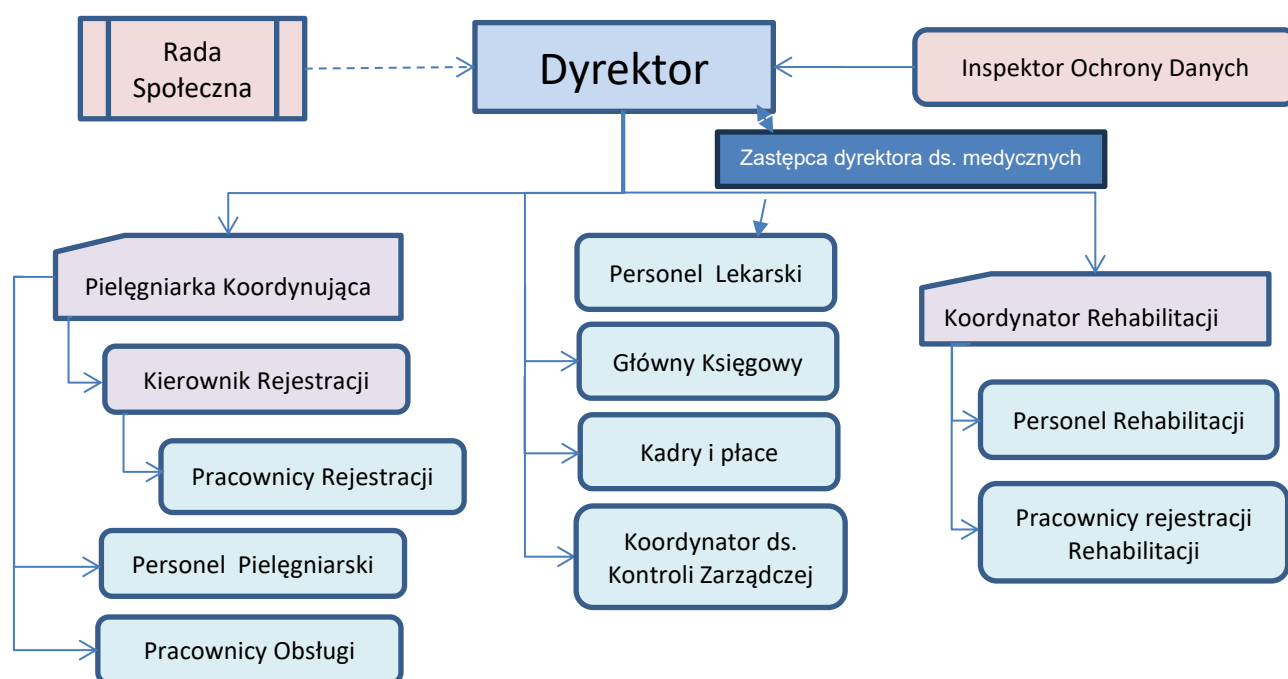 Rada
Społeczna
Dyrektor
Inspektor Ochrony Danych
Zastępca dyrektora ds. medycznych
Pielęgniarka Koordynująca
Kierownik Rejestracji
Pracownicy Rejestracji
Personel Pielęgniarski
Pracownicy Obsługi
Personel Lekarski
Główny Księgowy
Kadry i płace
Koordynator ds.
Kontroli Zarządczej
Koordynator Rehabilitacji
Personel Rehabilitacji
Pracownicy rejestracji
Rehabilitacji